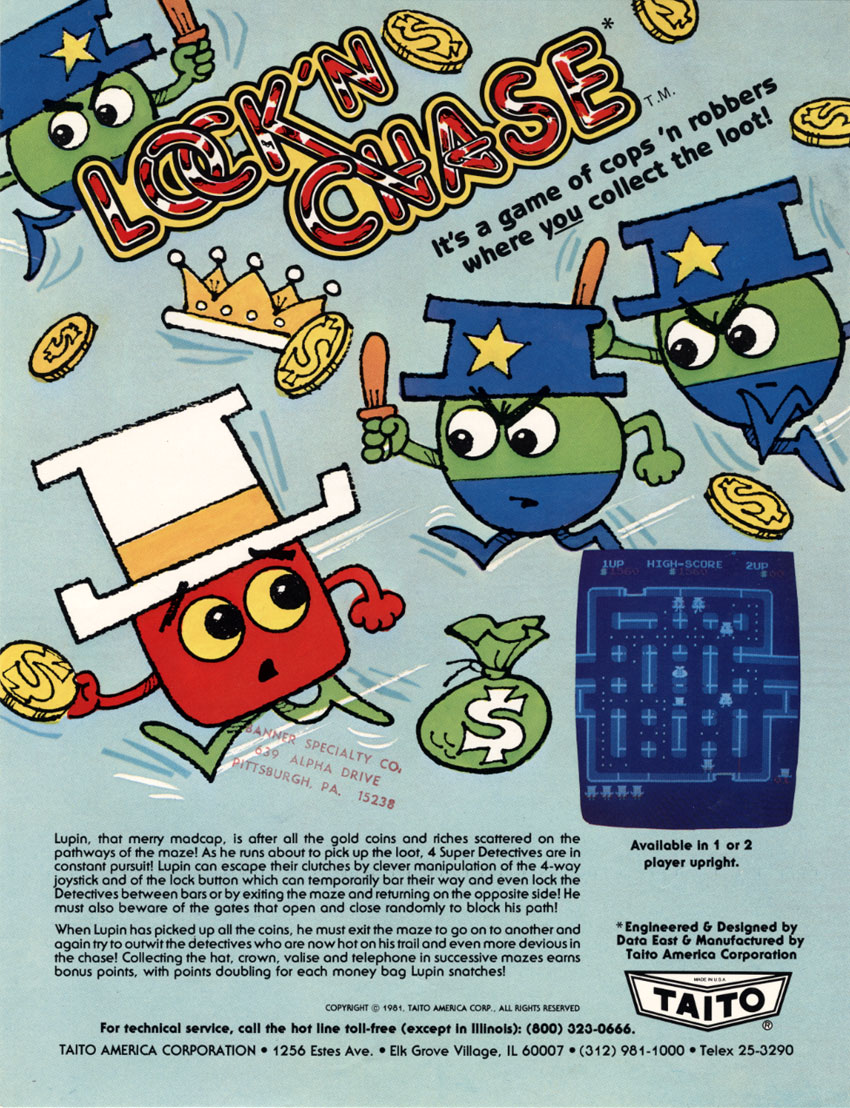 LOCK'N
CHASE*
T.M.
It's a game of cops 'n robbers
where you collect the loot!
1UP HIGH-SCORE 2UP
BANNER SPECIALTY CO.
639 ALPHA DRIVE
PITTSBURGH, PA. 15238
Lupin, that merry madcap, is after all the gold coins and riches scattered on the
pathways of the maze! As he runs about to pick up the loot, 4 Super Detectives are in
constant pursuit! Lupin can escape their clutches by clever manipulation of the 4-way
joystick and of the lock button which can temporarily bar their way and even lock the
Detectives between bars or by exiting the maze and returning on the opposite side! He
must also beware of the gates that open and close randomly to block his path!
When Lupin has picked up all the coins, he must exit the maze to go on to another and
again try to outwit the detectives who are now hot on his trail and even more devious in
the chase! Collecting the hat, crown, valise and telephone in successive mazes earns
bonus points, with points doubling for each money bag Lupin snatches!
Available in 1 or 2
player upright.
*Engineered & Designed by
Data East & Manufactured by
Taito America Corporation
MADE IN U.S.A.
TAITO
®
COPYRIGHT © 1981, TAITO AMERICA CORP., ALL RIGHTS RESERVED
For technical service, call the hot line toll-free (except in Illinois): (800) 323-0666.
TAITO AMERICA CORPORATION • 1256 Estes Ave. • Elk Grove Village, IL 60007 • (312) 981-1000 • Telex 25-3290